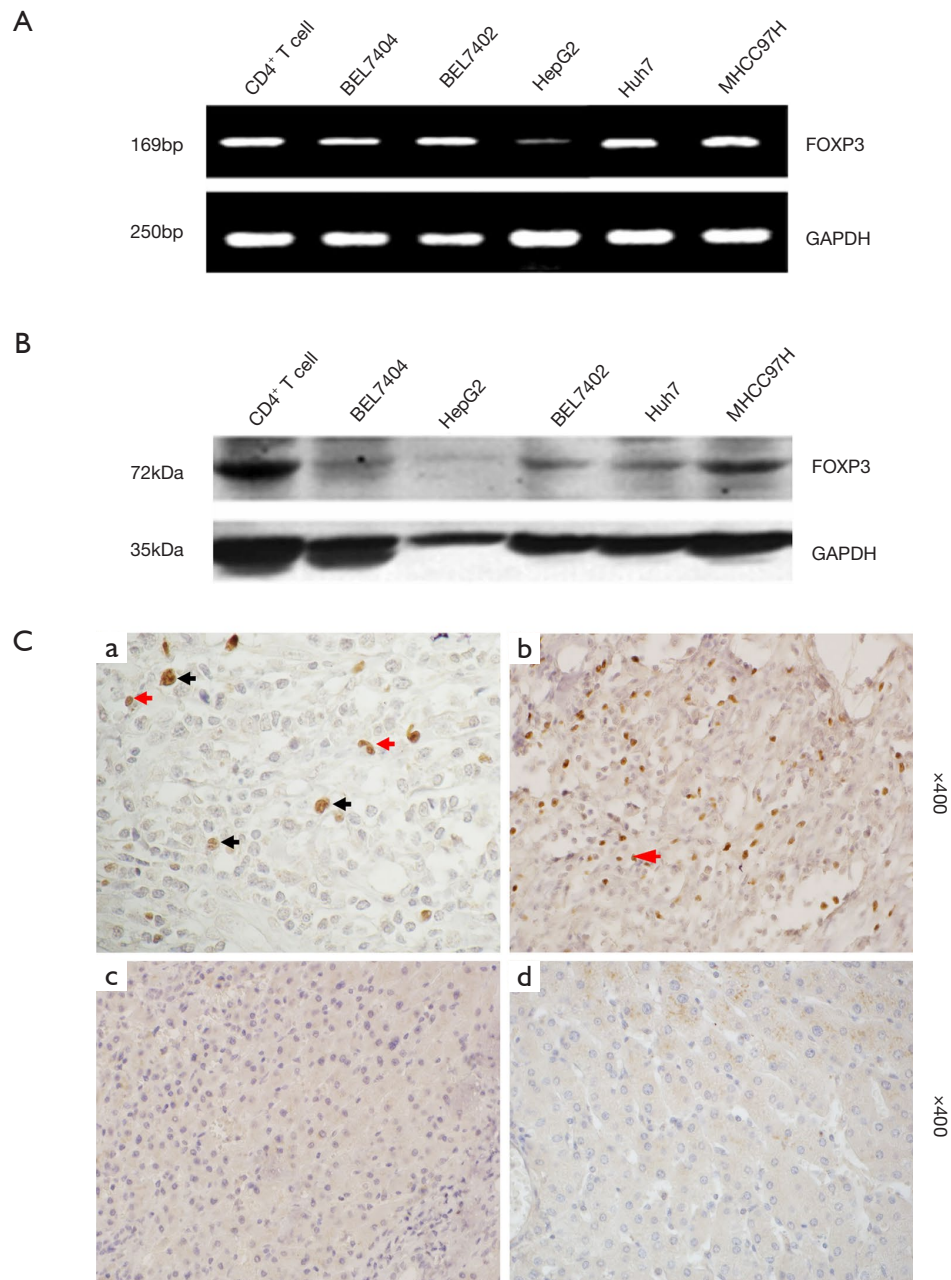 A
CD4⁺ T cell
BEL7404
BEL7402
HepG2
Huh7
MHCC97H
169bp
FOXP3
250bp
GAPDH
B
CD4⁺ T cell
BEL7404
HepG2
BEL7402
Huh7
MHCC97H
72kDa
FOXP3
35kDa
GAPDH
C
a
b
×400
c
d
×400